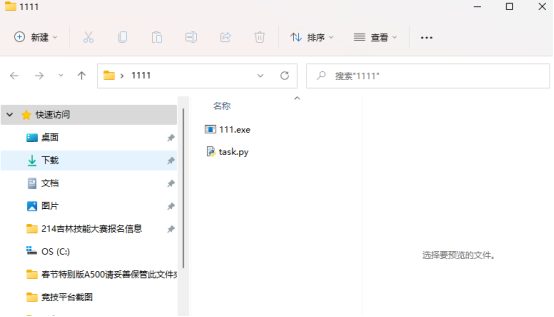 1111
新建
排序
查看
1111
搜索"1111"
快速访问
桌面
下载
文档
图片
214吉林技能大赛报名信息
OS (C:)
春节特别版A500请妥善保管此文件夹
竞技平台截图
名称
111.exe
task.py
选择要预览的文件。